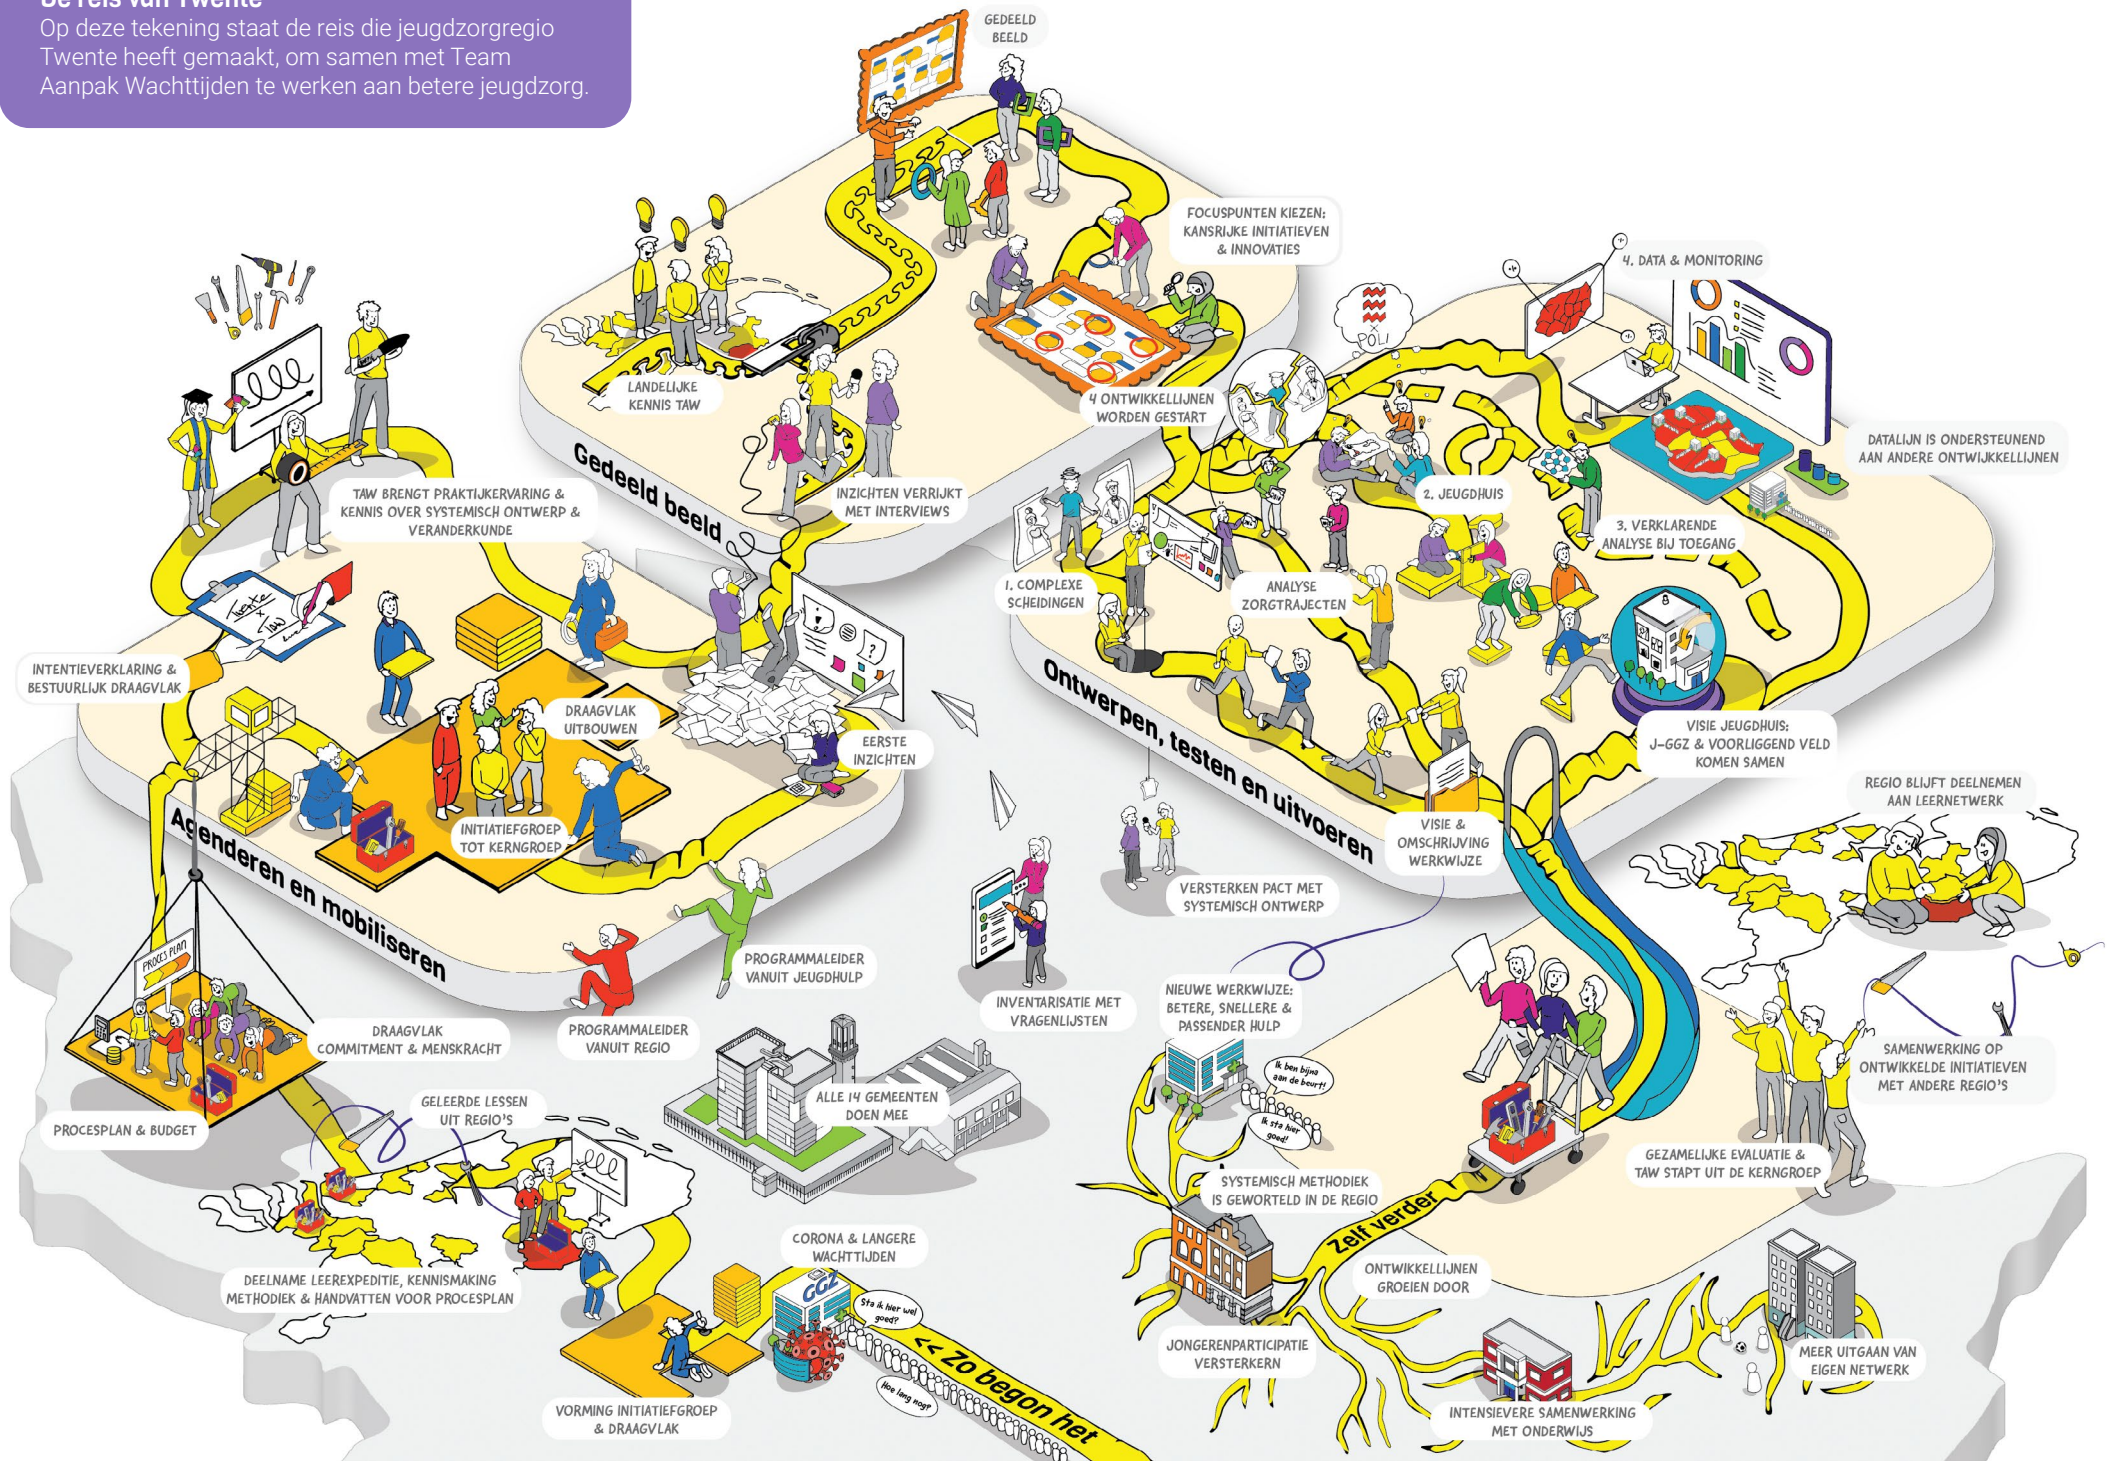 De reis van Twente
Op deze tekening staat de reis die jeugdzorgregio
Twente heeft gemaakt, om samen met Team
Aanpak Wachttijden te werken aan betere jeugdzorg.
GEDEELD
BEELD
FOCUSPUNTEN KIEZEN:
KANSRIJKE INITIATIEVEN
& INNOVATIES
4. DATA & MONITORING
POLI
LANDELIJKE
KENNIS TAW
4 ONTWIKKELLIJNEN
WORDEN GESTART
DATALIJN IS ONDERSTEUNEND
AAN ANDERE ONTWIJKKELLIJNEN
Gedeeld beeld
INZICHTEN VERRIJKT
MET INTERVIEWS
TAW BRENGT PRAKTIJKERVARING &
KENNIS OVER SYSTEMISCH ONTWERP &
VERANDERKUNDE
2. JEUGDHUIS
3. VERKLARENDE
ANALYSE BIJ TOEGANG
1. COMPLEXE
SCHEIDINGEN
ANALYSE
ZORGTRAJECTEN
Twente
x
TAW
INTENTIEVERKLARING &
BESTUURLIJK DRAAGVLAK
DRAAGVLAK
UITBOUWEN
EERSTE
INZICHTEN
INITIATIEFGROEP
TOT KERNGROEP
Agenderen en mobiliseren
Ontwerpen, testen en uitvoeren
VISIE JEUGDHUIS:
J-GGZ & VOORLIGGEND VELD
KOMEN SAMEN
VISIE &
OMSCHRIJVING
WERKWIJZE
REGIO BLIJFT DEELNEMEN
AAN LEERNETWERK
VERSTERKEN PACT MET
SYSTEMISCH ONTWERP
PROCES PLAN
PROGRAMMALEIDER
VANUIT JEUGDHULP
PROGRAMMALEIDER
VANUIT REGIO
INVENTARISATIE MET
VRAGENLIJSTEN
NIEUWE WERKWIJZE:
BETERE, SNELLERE &
PASSENDER HULP
DRAAGVLAK
COMMITMENT & MENSKRACHT
PROCESPLAN & BUDGET
SAMENWERKING OP
ONTWIKKELDE INITIATIEVEN
MET ANDERE REGIO'S
Ik ben bijna
aan de beurt!
Ik sta hier
goed!
GELEERDE LESSEN
UIT REGIO'S
ALLE 14 GEMEENTEN
DOEN MEE
GEZAMELIJKE EVALUATIE &
TAW STAPT UIT DE KERNGROEP
SYSTEMISCH METHODIEK
IS GEWORTELD IN DE REGIO
Zelf verder
CORONA & LANGERE
WACHTTIJDEN
DEELNAME LEEREXPEDITIE, KENNISMAKING
METHODIEK & HANDVATTEN VOOR PROCESPLAN
ONTWIKKELLIJNEN
GROEIEN DOOR
GGZ
Sta ik hier wel
goed?
Hoe lang nog?
<< Zo begon het
JONGERENPARTICIPATIE
VERSTERKERN
MEER UITGAAN VAN
EIGEN NETWERK
VORMING INITIATIEFGROEP
& DRAAGVLAK
INTENSIEVERE SAMENWERKING
MET ONDERWIJS